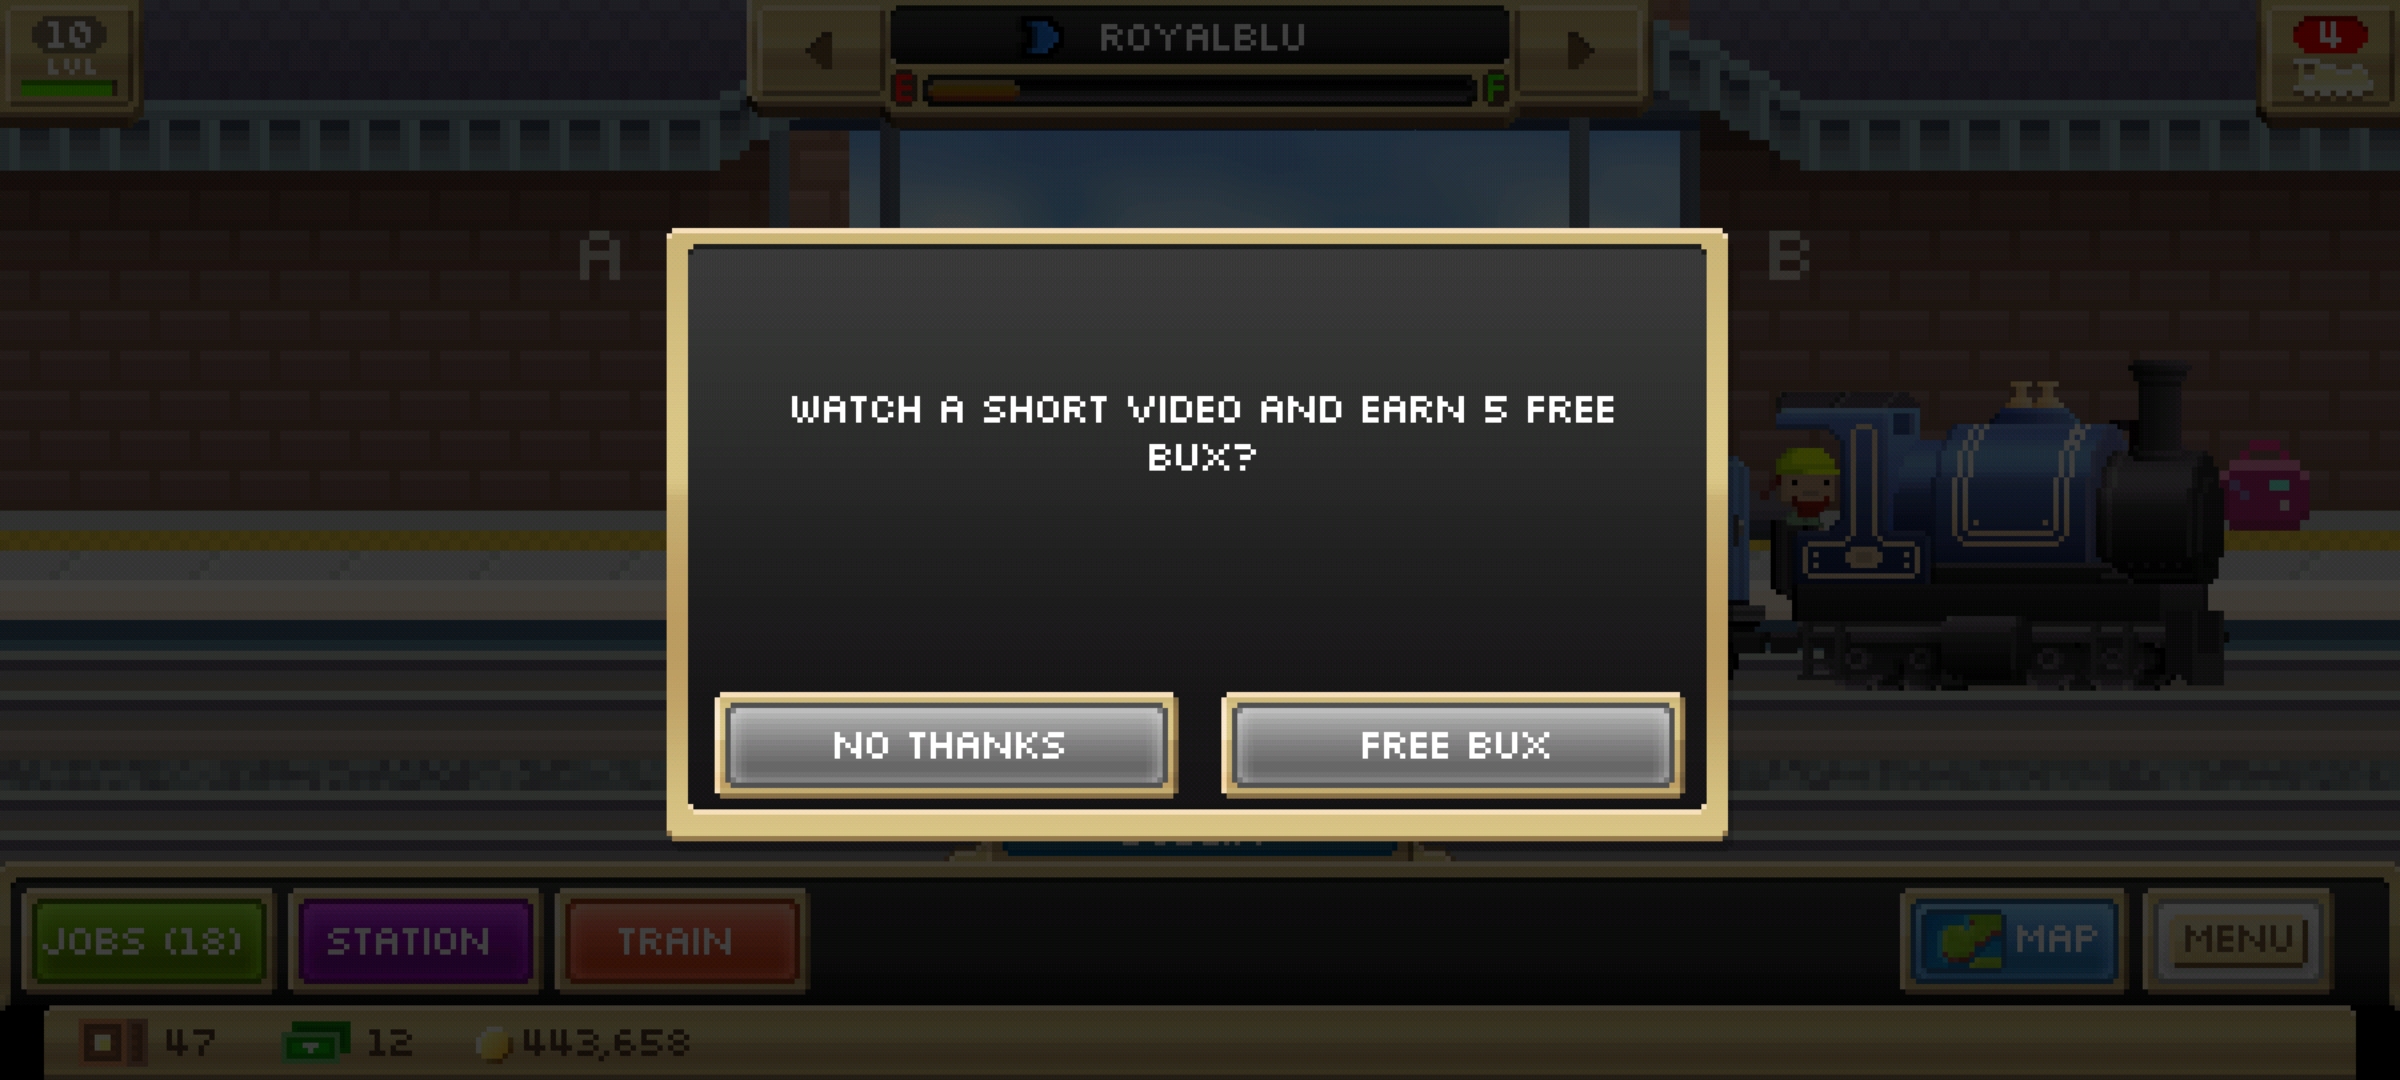 10
LVL
ROYALBLU
E F
4
A
B
WATCH A SHORT VIDEO AND EARN 5 FREE
BUX?
NO THANKS
FREE BUX
JOBS (18)
STATION
TRAIN
MAP
MENU
47
12
443,658